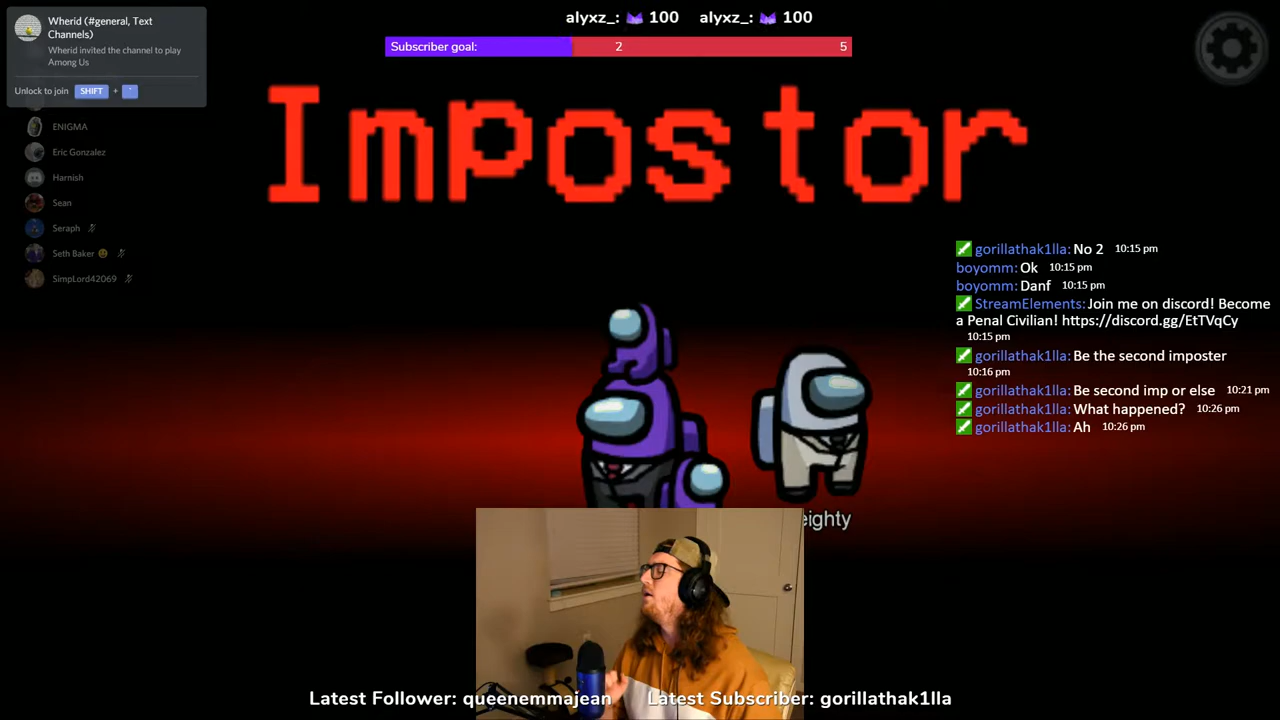 Wherid (#general, Text
Channels)
Wherid invited the channel to play
Among Us
Unlock to join SHIFT + `
ENIGMA
Eric Gonzalez
Harnish
Sean
Seraph
Seth Baker
SimpLord42069
alyxz_: 100 alyxz_: 100
Subscriber goal: 2 5
Impostor
gorillathak1lla: No 2 10:15 pm
boyomm: Ok 10:15 pm
boyomm: Danf 10:15 pm
StreamElements: Join me on discord! Become
a Penal Civilian! https://discord.gg/EtTVqCy
10:15 pm
gorillathak1lla: Be the second imposter
10:16 pm
gorillathak1lla: Be second imp or else 10:21 pm
gorillathak1lla: What happened? 10:26 pm
gorillathak1lla: Ah 10:26 pm
eighty
Latest Follower: queenemmajean Latest Subscriber: gorillathak1lla